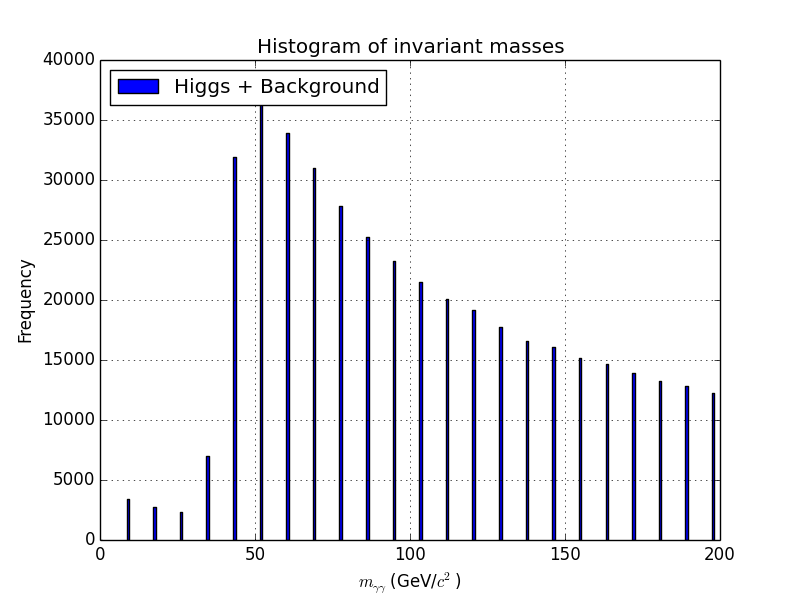 Histogram of invariant masses
Higgs + Background
40000
35000
30000
25000
20000
15000
10000
5000
0
Frequency
0 50 100 150 200
m_γγ (GeV/c²)